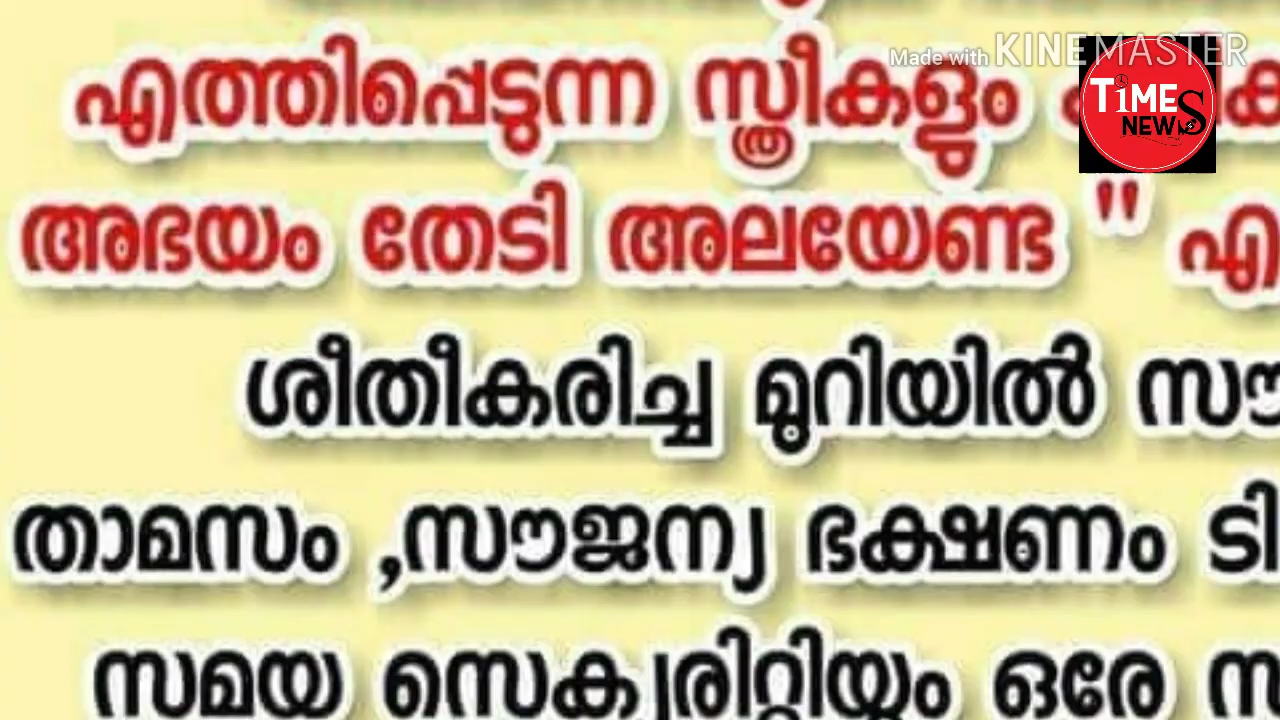 Made with KINEMASTER
TiMES
NEWS
എത്തിപ്പെടുന്ന സ്ത്രീകളും
അഭയം തേടി അലയേണ്ട " എ
ശീതീകരിച്ച മുറിയിൽ സൗ
താമസം ,സൗജന്യ ഭക്ഷണം ടി
സമയ സെക്യൂരിറ്റിയും ഒരേ സ